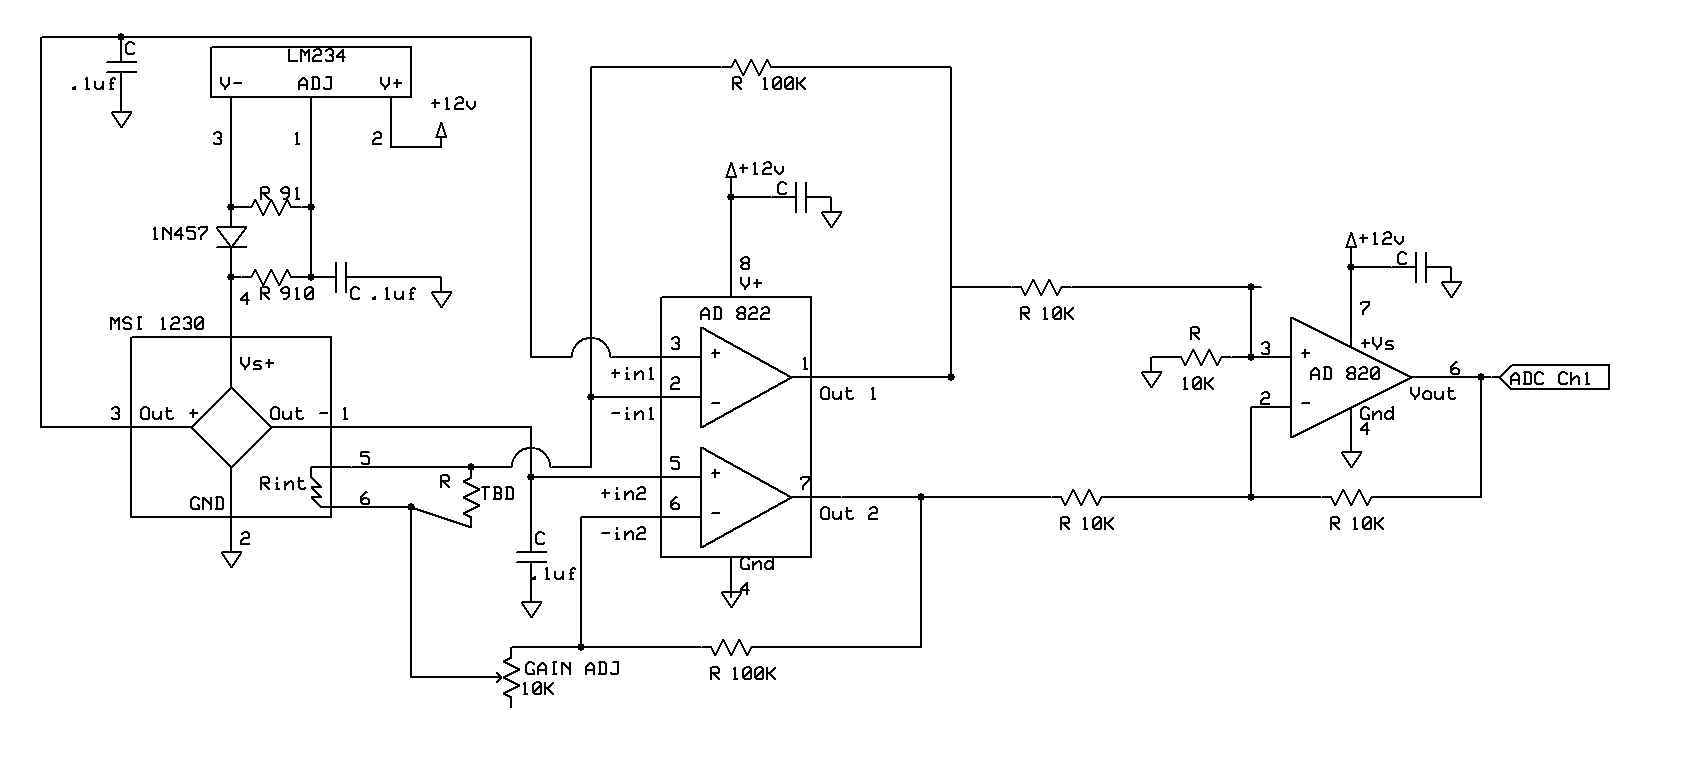 C
.1uf
LM234
V-
ADJ
V+
+12v
3
1
2
R 91
1N457
4
R 910
C .1uf
MSI 1230
Vs+
3
Out +
Out -
1
5
Rint
6
R
TBD
GND
2
C
.1uf
GAIN ADJ
10K
R 100K
+12v
C
8
V+
AD 822
3
+
+in1
2
-
-in1
1
Out 1
5
+
+in2
6
-
-in2
7
Out 2
Gnd
4
R 100K
R 10K
R
10K
R 10K
R 10K
+12v
C
7
+Vs
3
+
AD 820
2
-
Gnd
4
6
Vout
ADC Ch1